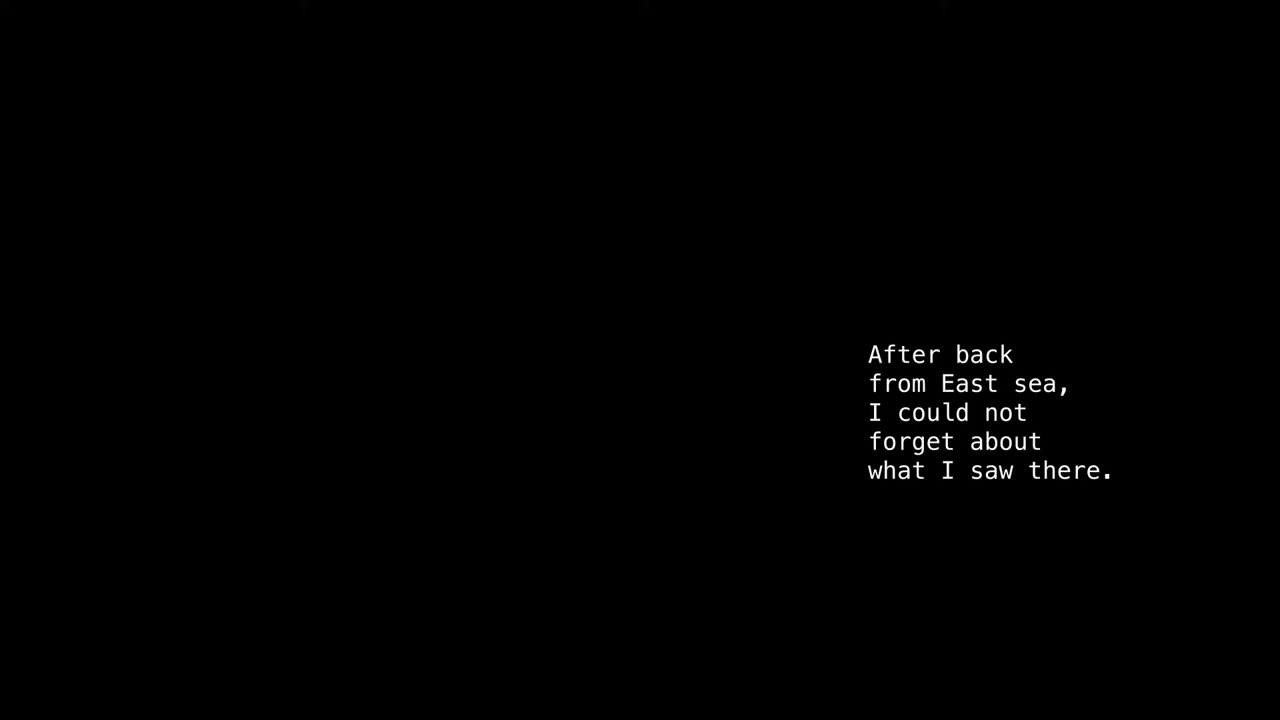 After back
from East sea,
I could not
forget about
what I saw there.